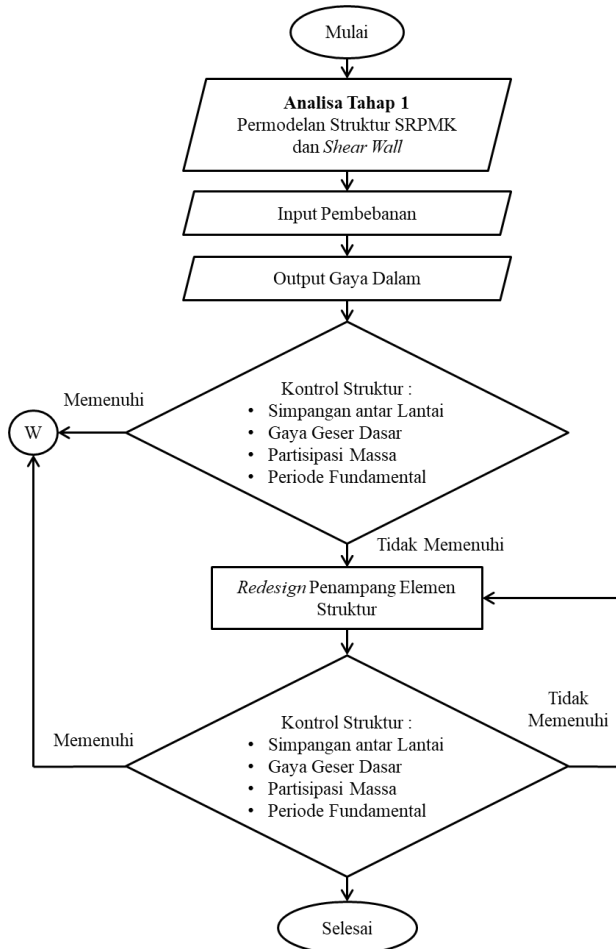 Mulai
Analisa Tahap 1
Permodelan Struktur SRPMK
dan Shear Wall
Input Pembebanan
Output Gaya Dalam
Memenuhi
W
Kontrol Struktur :
• Simpangan antar Lantai
• Gaya Geser Dasar
• Partisipasi Massa
• Periode Fundamental
Tidak Memenuhi
Redesign Penampang Elemen
Struktur
Memenuhi
Kontrol Struktur :
• Simpangan antar Lantai
• Gaya Geser Dasar
• Partisipasi Massa
• Periode Fundamental
Tidak
Memenuhi
Selesai